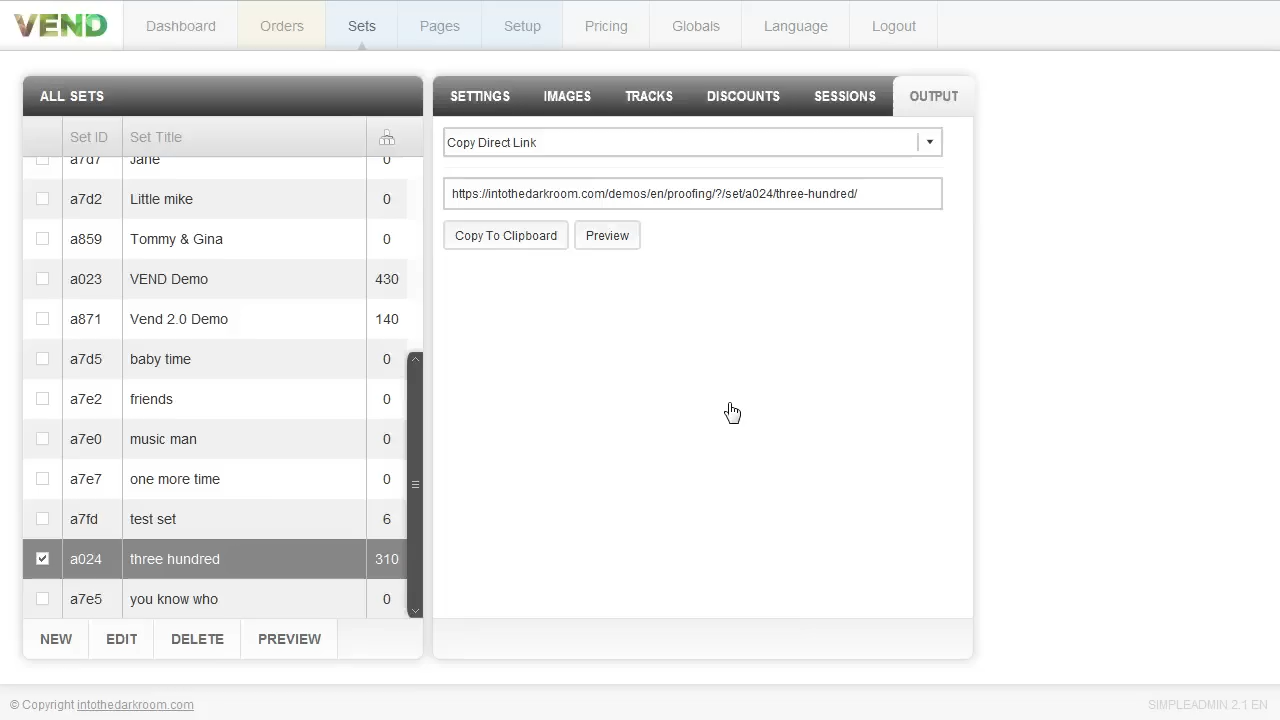 VEND Dashboard Orders Sets Pages Setup Pricing Globals Language Logout
ALL SETS
Set ID Set Title
a7d7 Jane 0
a7d2 Little mike 0
a859 Tommy & Gina 0
a023 VEND Demo 430
a871 Vend 2.0 Demo 140
a7d5 baby time 0
a7e2 friends 0
a7e0 music man 0
a7e7 one more time 0
a7fd test set 6
a024 three hundred 310
a7e5 you know who 0
NEW EDIT DELETE PREVIEW
SETTINGS IMAGES TRACKS DISCOUNTS SESSIONS OUTPUT
Copy Direct Link
https://intothedarkroom.com/demos/en/proofing/?/set/a024/three-hundred/
Copy To Clipboard Preview
© Copyright intothedarkroom.com
SIMPLEADMIN 2.1 EN